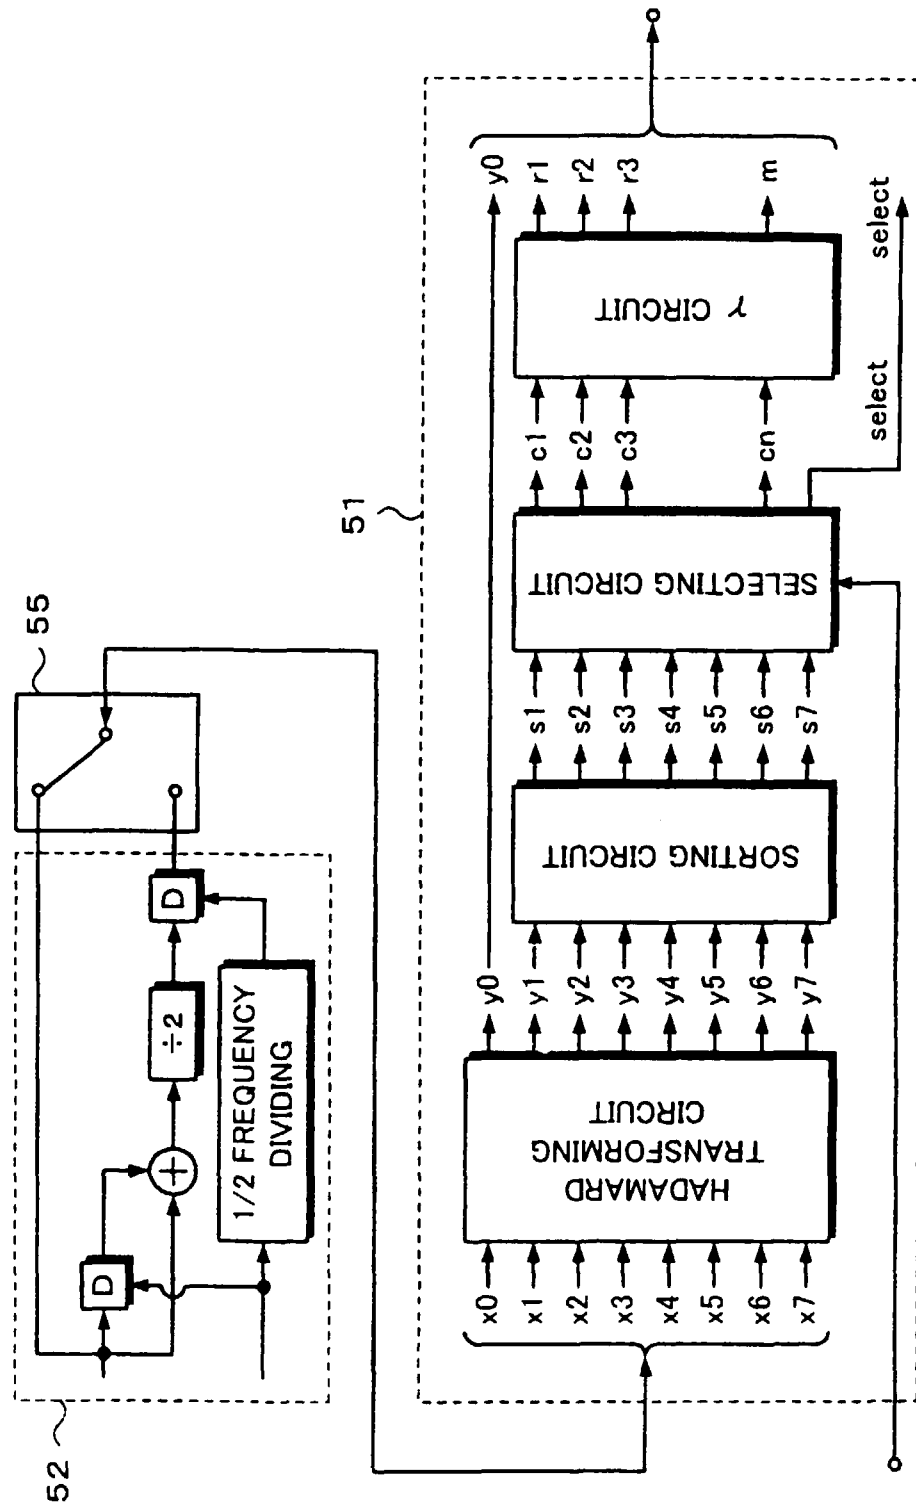 52
D
D
÷2
1/2 FREQUENCY
DIVIDING
55
51
x0
x1
x2
x3
x4
x5
x6
x7
HADAMARD
TRANSFORMING
CIRCUIT
y0
y1
y2
y3
y4
y5
y6
y7
SORTING CIRCUIT
s1
s2
s3
s4
s5
s6
s7
SELECTING CIRCUIT
c1
c2
c3
cn
select
γ CIRCUIT
y0
r1
r2
r3
m
select